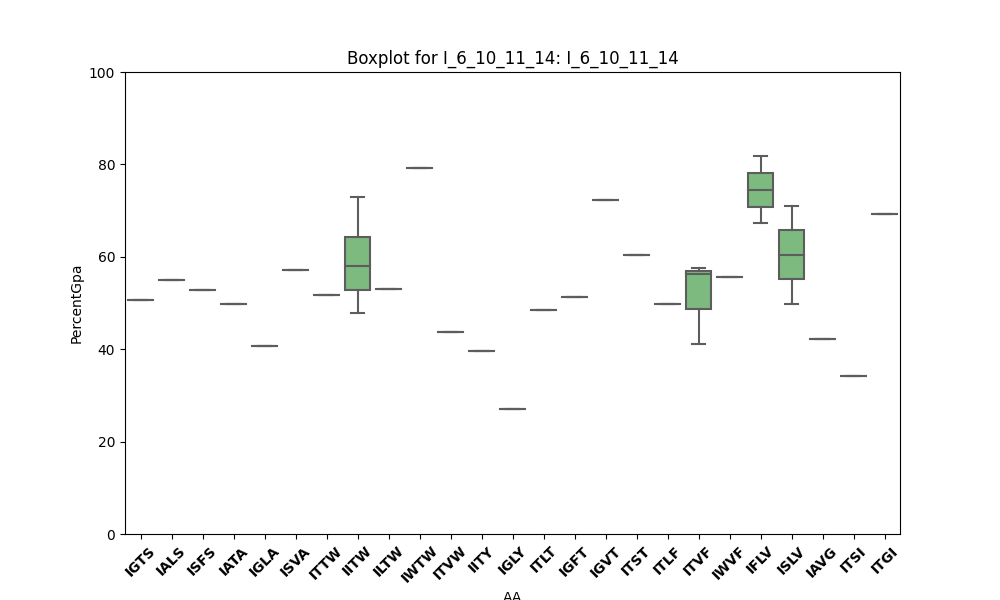 Boxplot for I_6_10_11_14: I_6_10_11_14
PercentGpa
100
80
60
40
20
0
IGTS
IALS
ISFS
IATA
IGLA
ISVA
ITTW
IITW
ILTW
IWTW
ITVW
IITY
IGLY
ITLT
IGFT
IGVT
ITST
ITLF
ITVF
IWVF
IFLV
ISLV
IAVG
ITSI
ITGI
AA